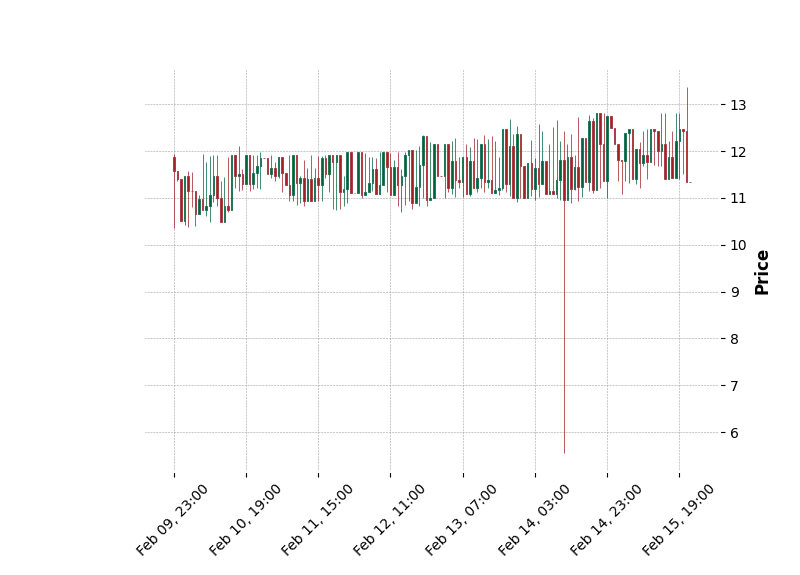 13
12
11
10
9
8
7
6
Price
Feb 09, 23:00
Feb 10, 19:00
Feb 11, 15:00
Feb 12, 11:00
Feb 13, 07:00
Feb 14, 03:00
Feb 14, 23:00
Feb 15, 19:00